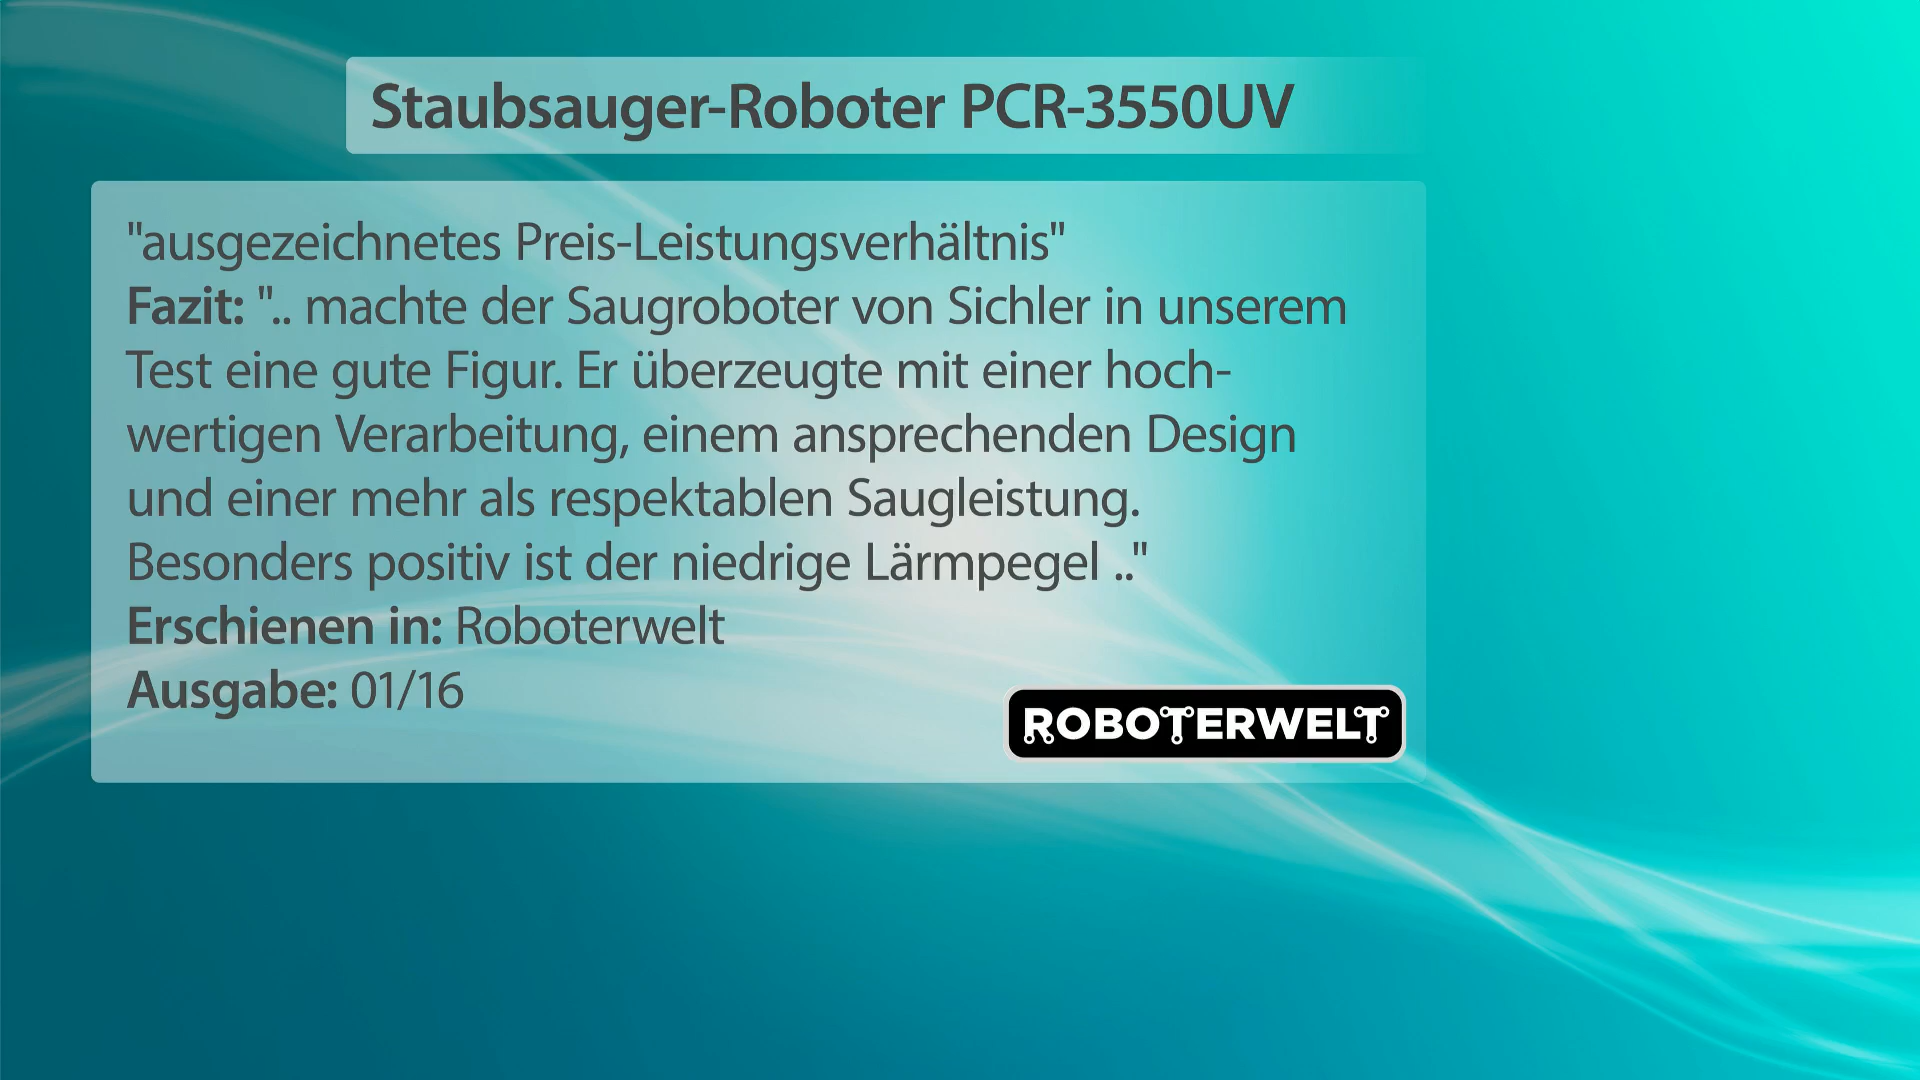 Staubsauger-Roboter PCR-3550UV
"ausgezeichnetes Preis-Leistungsverhältnis"
Fazit: ".. machte der Saugroboter von Sichler in unserem
Test eine gute Figur. Er überzeugte mit einer hoch-
wertigen Verarbeitung, einem ansprechenden Design
und einer mehr als respektablen Saugleistung.
Besonders positiv ist der niedrige Lärmpegel .."
Erschienen in: Roboterwelt
Ausgabe: 01/16
ROBOTERWELT